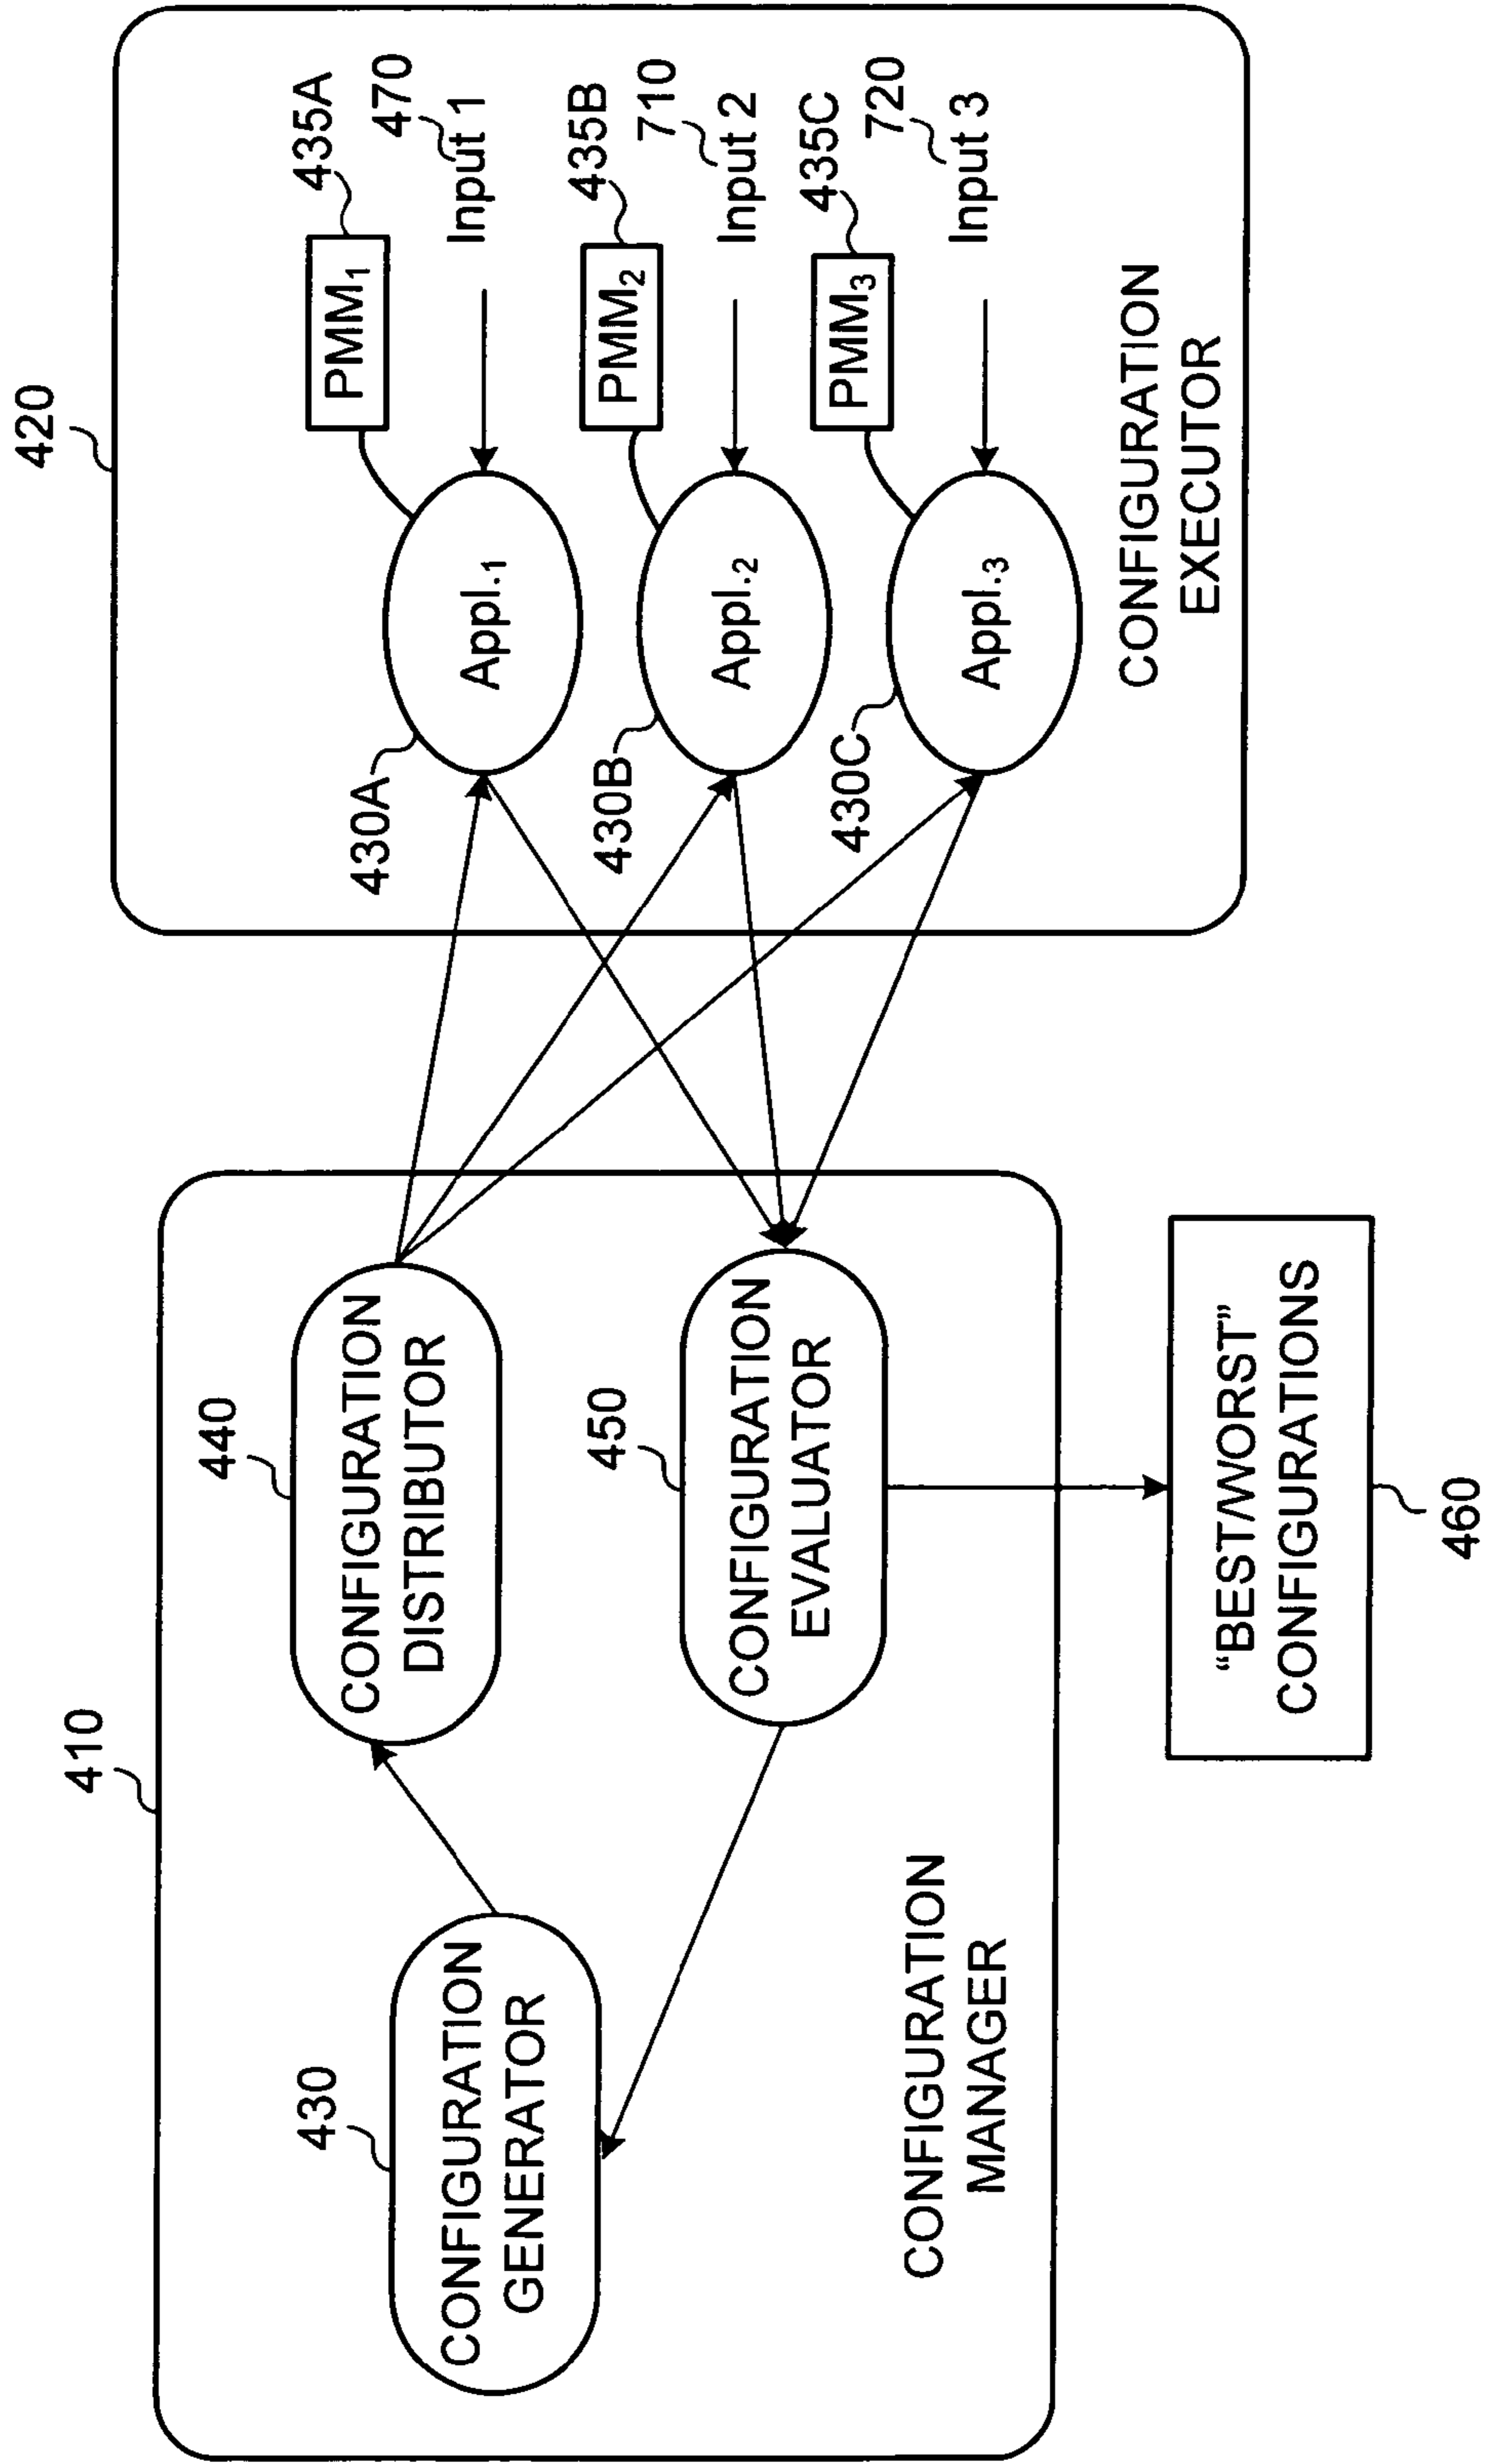 410
430
CONFIGURATION
GENERATOR
440
CONFIGURATION
DISTRIBUTOR
450
CONFIGURATION
EVALUATOR
CONFIGURATION
MANAGER
"BEST/WORST"
CONFIGURATIONS
460
420
435A
PMM1
470
Input 1
430A
Appl.1
435B
PMM2
710
Input 2
430B
Appl.2
435C
PMM3
720
Input 3
430C
Appl.3
CONFIGURATION
EXECUTOR